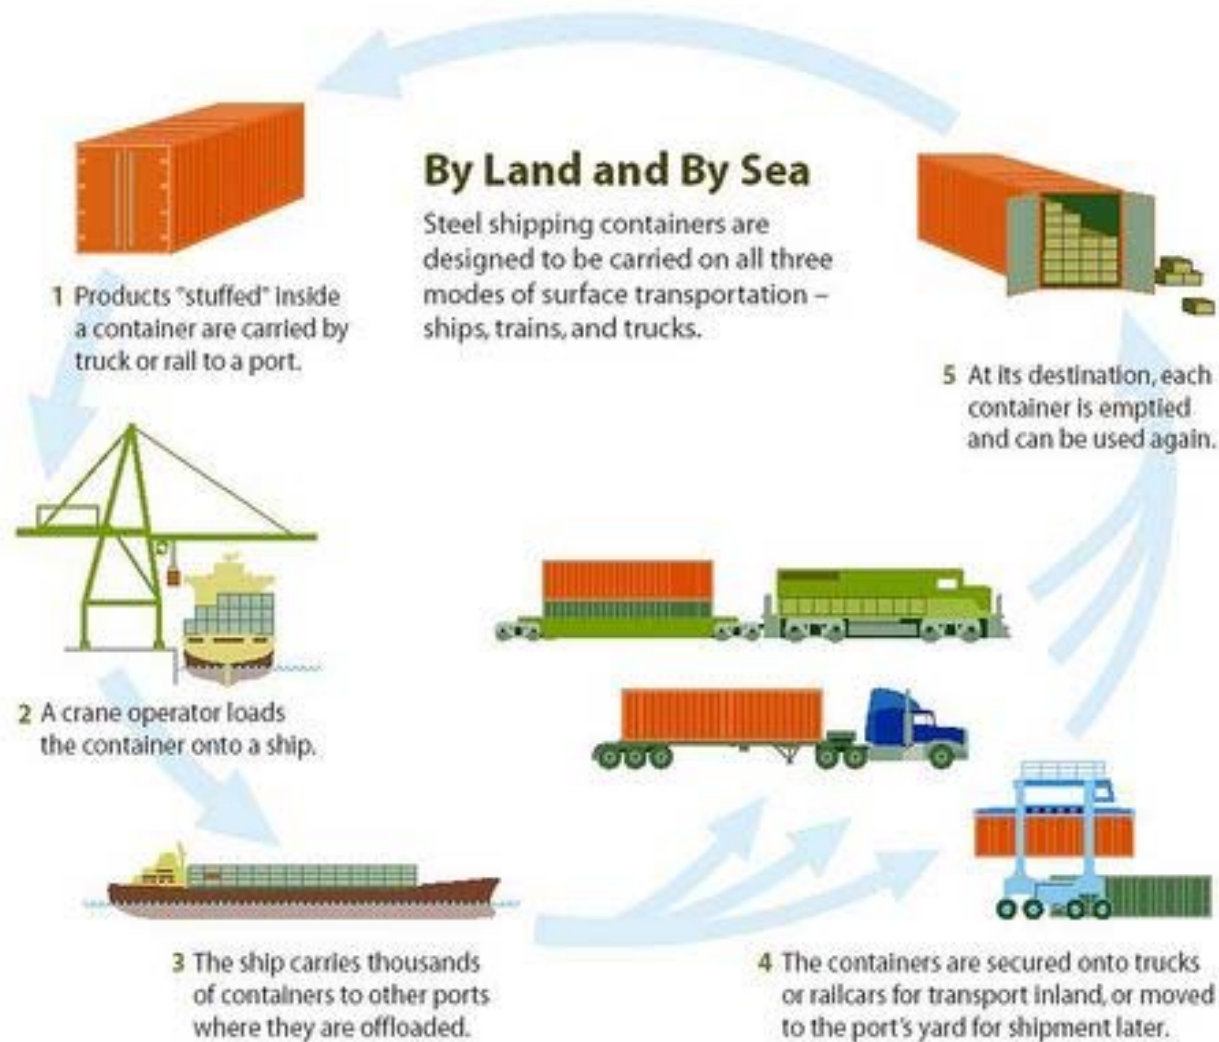 By Land and By Sea
Steel shipping containers are
designed to be carried on all three
modes of surface transportation –
ships, trains, and trucks.
1 Products "stuffed" inside
a container are carried by
truck or rail to a port.
2 A crane operator loads
the container onto a ship.
3 The ship carries thousands
of containers to other ports
where they are offloaded.
4 The containers are secured onto trucks
or railcars for transport inland, or moved
to the port's yard for shipment later.
5 At its destination, each
container is emptied
and can be used again.